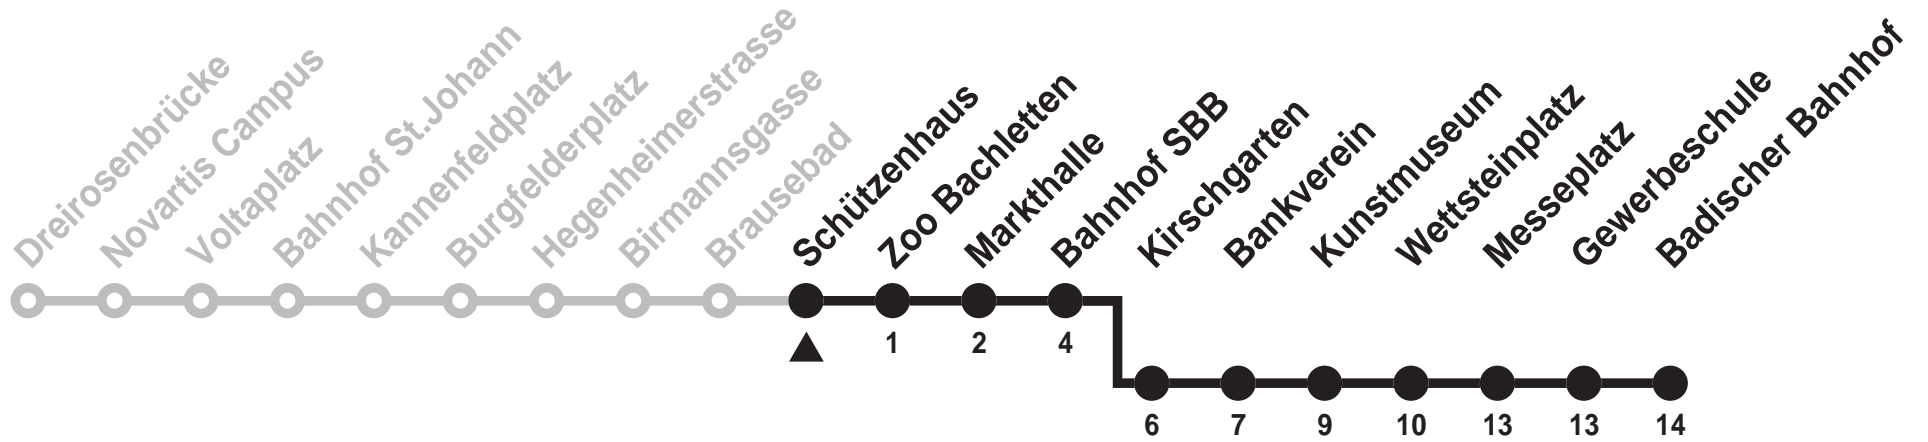 Dreirosenbrücke
Novartis Campus
Voltaplatz
Bahnhof St.Johann
Kannenfeldplatz
Burgfelderplatz
Hegenheimerstrasse
Birmannsgasse
Brausebad
Schützenhaus
Zoo Bachletten
Markthalle
Bahnhof SBB
Kirschgarten
Bankverein
Kunstmuseum
Wettsteinplatz
Messeplatz
Gewerbeschule
Badischer Bahnhof
1 2 4
6 7 9 10 13 13 14